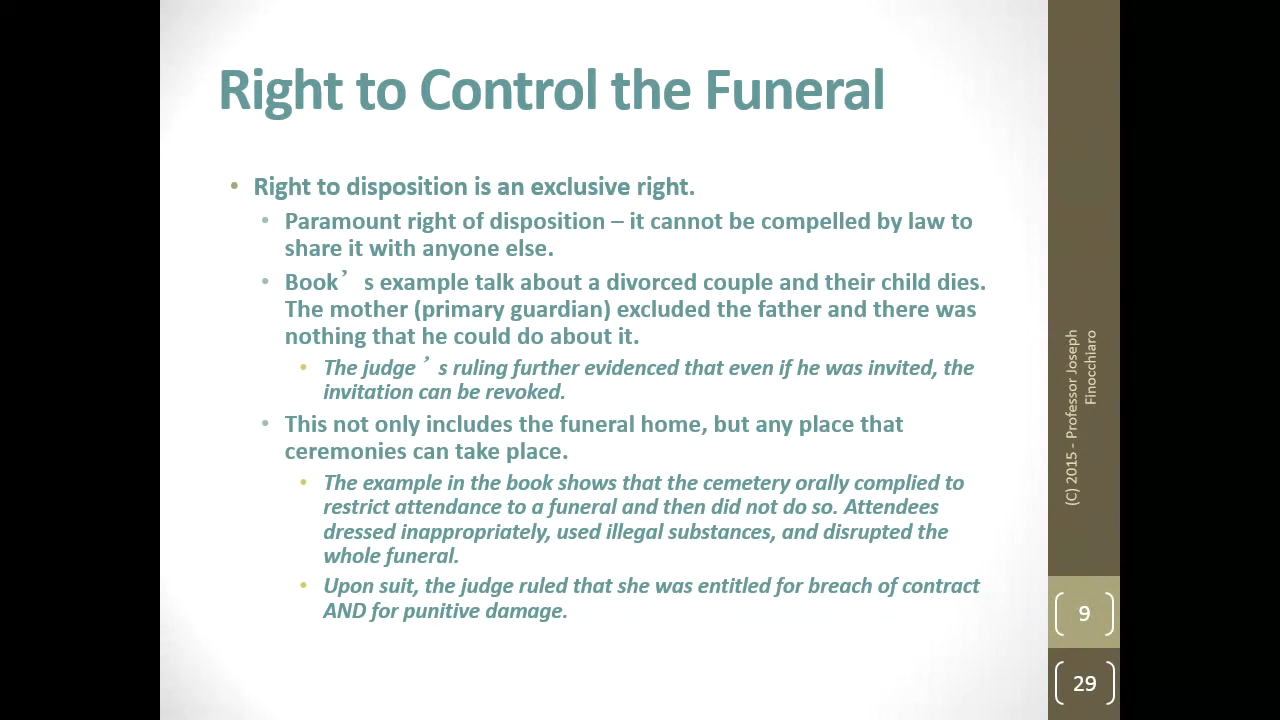 Right to Control the Funeral
• Right to disposition is an exclusive right.
• Paramount right of disposition – it cannot be compelled by law to
share it with anyone else.
• Book’ s example talk about a divorced couple and their child dies.
The mother (primary guardian) excluded the father and there was
nothing that he could do about it.
• The judge ’ s ruling further evidenced that even if he was invited, the
invitation can be revoked.
• This not only includes the funeral home, but any place that
ceremonies can take place.
• The example in the book shows that the cemetery orally complied to
restrict attendance to a funeral and then did not do so. Attendees
dressed inappropriately, used illegal substances, and disrupted the
whole funeral.
• Upon suit, the judge ruled that she was entitled for breach of contract
AND for punitive damage.
(C) 2015 - Professor Joseph
Finocchiaro
9
29